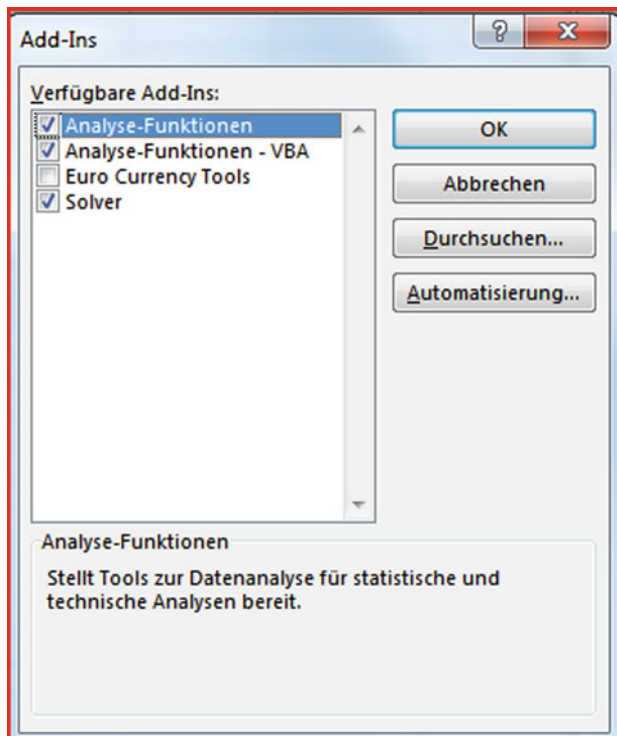 Add-Ins
Verfügbare Add-Ins:
Analyse-Funktionen
Analyse-Funktionen - VBA
Euro Currency Tools
Solver
OK
Abbrechen
Durchsuchen...
Automatisierung...
Analyse-Funktionen
Stellt Tools zur Datenanalyse für statistische und
technische Analysen bereit.